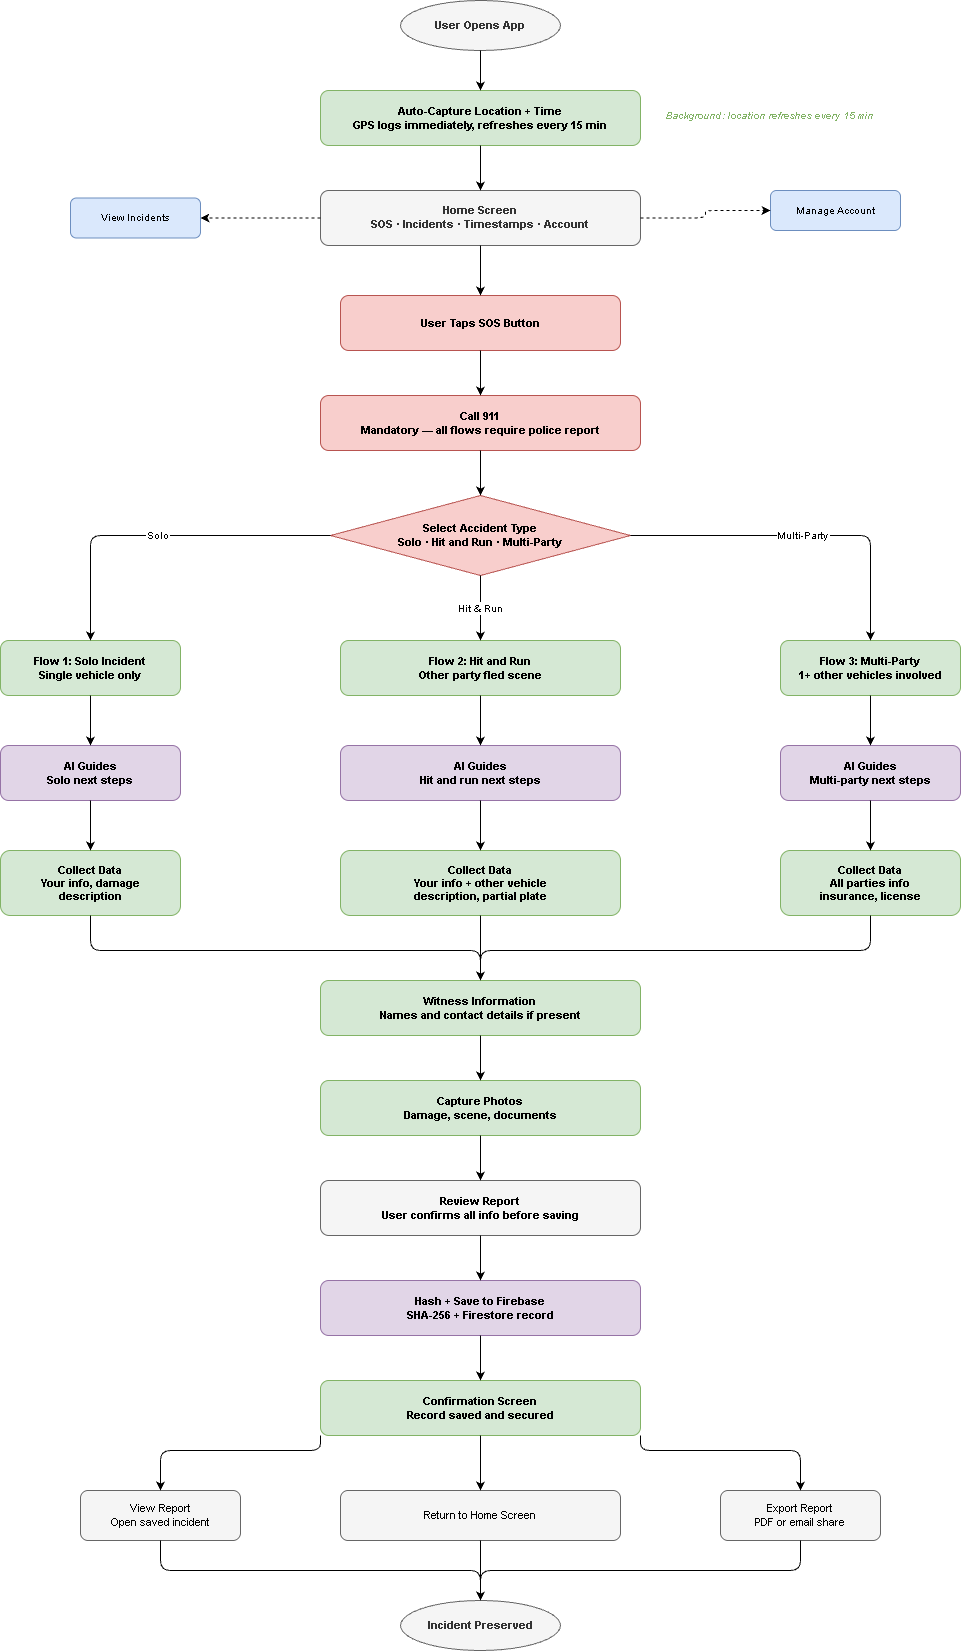 User Opens App
Auto-Capture Location + Time
GPS logs immediately, refreshes every 15 min
Background: location refreshes every 15 min
View Incidents
Home Screen
SOS · Incidents · Timestamps · Account
Manage Account
User Taps SOS Button
Call 911
Mandatory — all flows require police report
Select Accident Type
Solo · Hit and Run · Multi-Party
Solo
Multi-Party
Hit & Run
Flow 1: Solo Incident
Single vehicle only
Flow 2: Hit and Run
Other party fled scene
Flow 3: Multi-Party
1+ other vehicles involved
AI Guides
Solo next steps
AI Guides
Hit and run next steps
AI Guides
Multi-party next steps
Collect Data
Your info, damage
description
Collect Data
Your info + other vehicle
description, partial plate
Collect Data
All parties info
insurance, license
Witness Information
Names and contact details if present
Capture Photos
Damage, scene, documents
Review Report
User confirms all info before saving
Hash + Save to Firebase
SHA-256 + Firestore record
Confirmation Screen
Record saved and secured
View Report
Open saved incident
Return to Home Screen
Export Report
PDF or email share
Incident Preserved